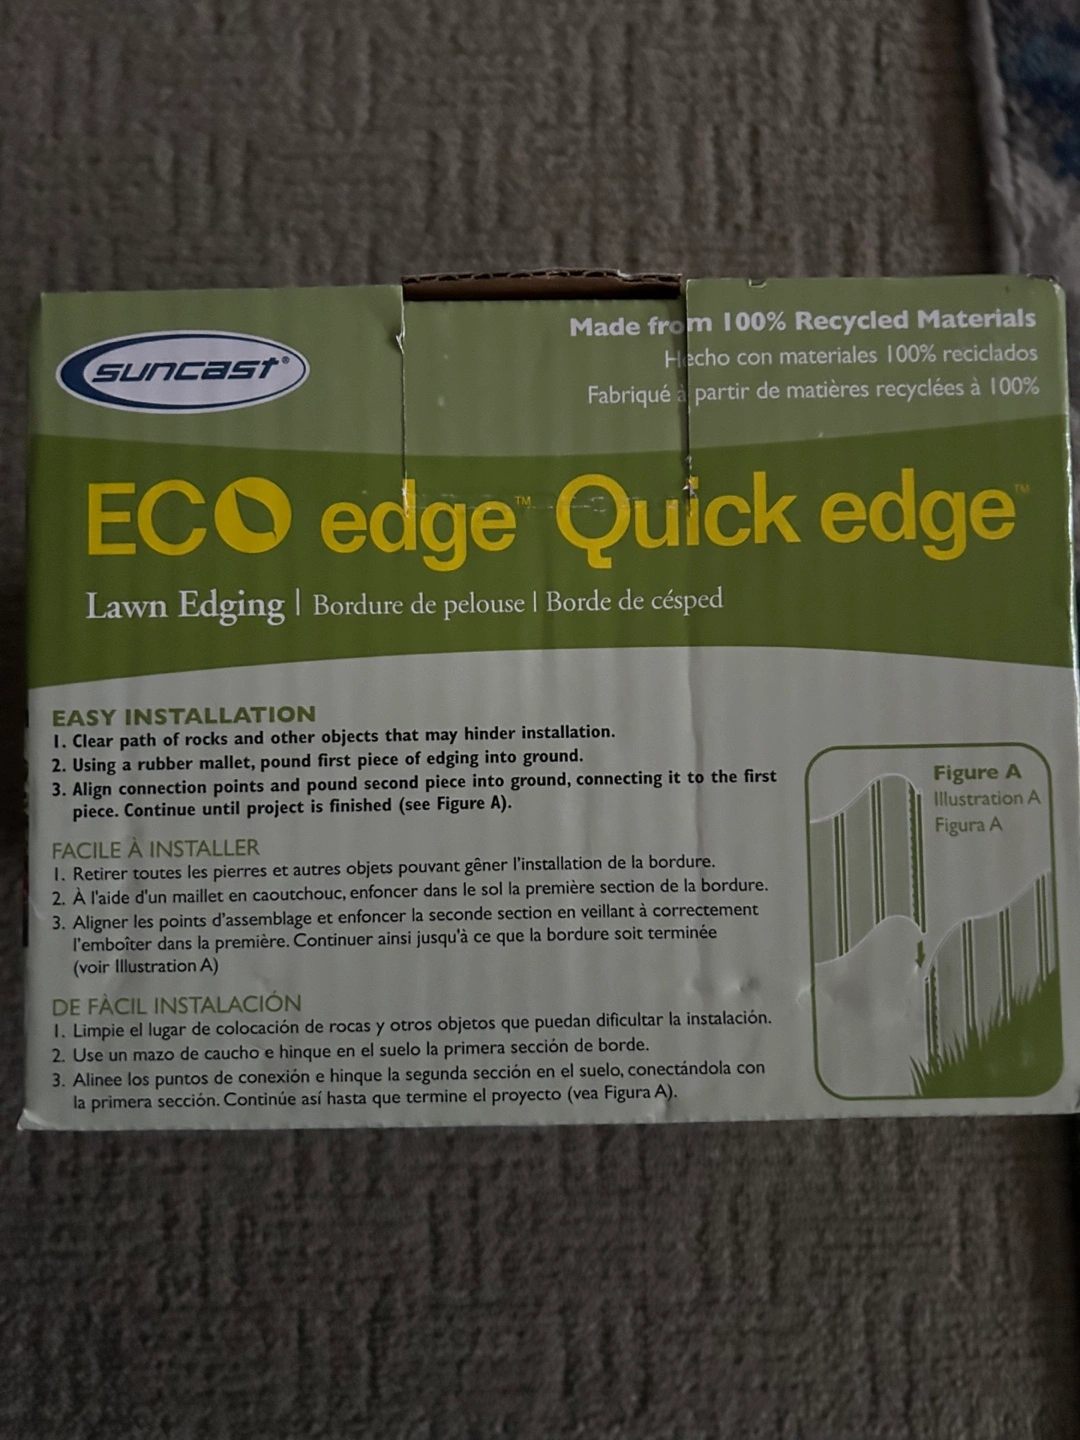 SUNCAST®
Made from 100% Recycled Materials
Hecho con materiales 100% reciclados
Fabriqué à partir de matières recyclées à 100%
ECO edge™ Quick edge™
Lawn Edging | Bordure de pelouse | Borde de césped
EASY INSTALLATION
1. Clear path of rocks and other objects that may hinder installation.
2. Using a rubber mallet, pound first piece of edging into ground.
3. Align connection points and pound second piece into ground, connecting it to the first
piece. Continue until project is finished (see Figure A).
FACILE À INSTALLER
1. Retirer toutes les pierres et autres objets pouvant gêner l'installation de la bordure.
2. À l'aide d'un maillet en caoutchouc, enfoncer dans le sol la première section de la bordure.
3. Aligner les points d'assemblage et enfoncer la seconde section en veillant à correctement
l'emboîter dans la première. Continuer ainsi jusqu'à ce que la bordure soit terminée
(voir Illustration A)
DE FÀCIL INSTALACIÓN
1. Limpie el lugar de colocación de rocas y otros objetos que puedan dificultar la instalación.
2. Use un mazo de caucho e hinque en el suelo la primera sección de borde.
3. Alinee los puntos de conexión e hinque la segunda sección en el suelo, conectándola con
la primera sección. Continúe así hasta que termine el proyecto (vea Figura A).
Figure A
Illustration A
Figura A